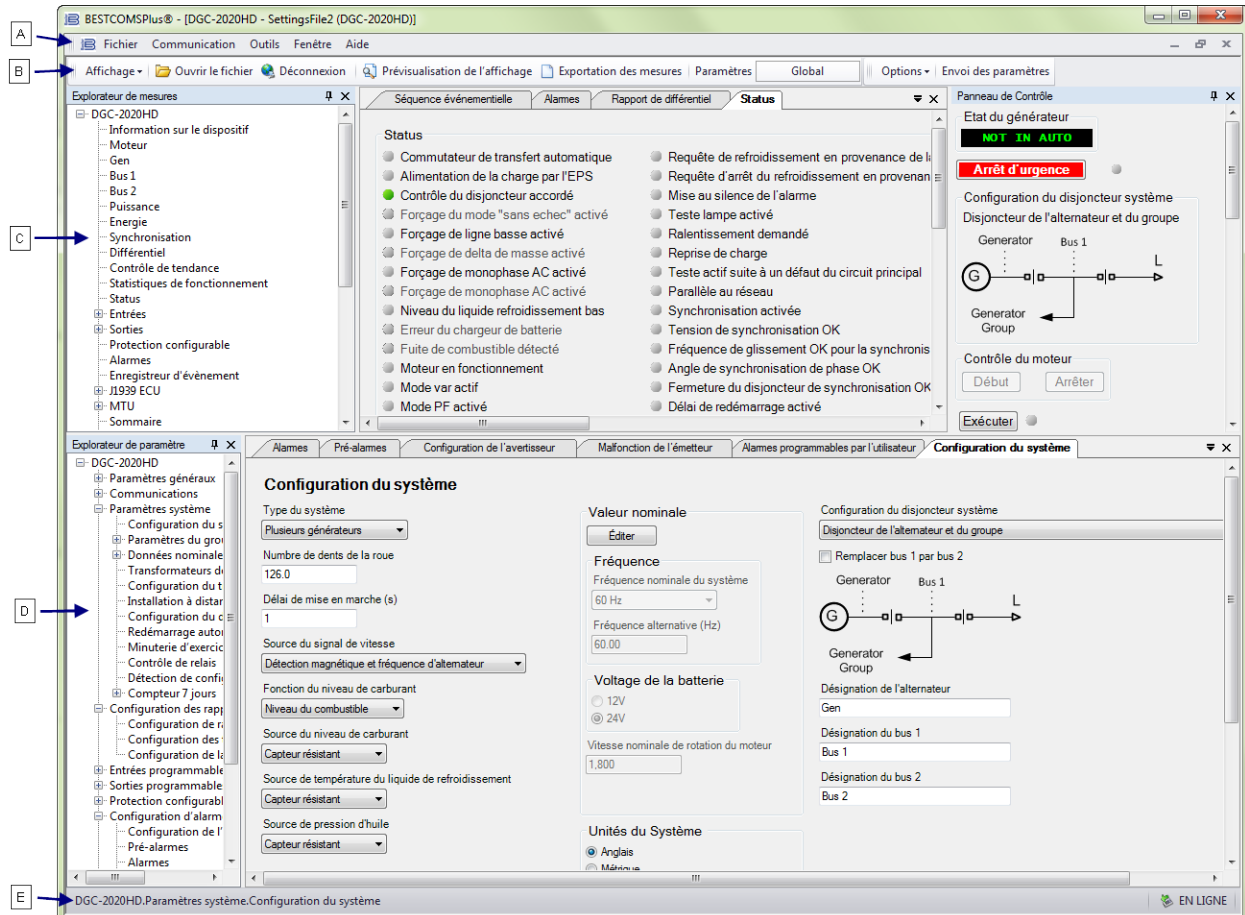 BESTCOMSPlus® - [DGC-2020HD - SettingsFile2 (DGC-2020HD)]
A
Fichier Communication Outils Fenêtre Aide
B
Affichage Ouvrir le fichier Déconnexion Prévisualisation de l'affichage Exportation des mesures Paramètres Global Options Envoi des paramètres
Explorateur de mesures
DGC-2020HD
Information sur le dispositif
Moteur
Gen
Bus 1
Bus 2
Puissance
Energie
C
Synchronisation
Différentiel
Contrôle de tendance
Statistiques de fonctionnement
Status
Entrées
Sorties
Protection configurable
Alarmes
Enregistreur d'évènement
J1939 ECU
MTU
Sommaire
Séquence événementielle Alarmes Rapport de différentiel Status
Status
Commutateur de transfert automatique
Alimentation de la charge par l'EPS
Contrôle du disjoncteur accordé
Forçage du mode "sans echec" activé
Forçage de ligne basse activé
Forçage de delta de masse activé
Forçage de monophase AC activé
Forçage de monophase AC activé
Niveau du liquide refroidissement bas
Erreur du chargeur de batterie
Fuite de combustible détecté
Moteur en fonctionnement
Mode var actif
Mode PF activé
Requête de refroidissement en provenance de l
Requête d'arrêt du refroidissement en provenan
Mise au silence de l'alarme
Teste lampe activé
Ralentissement demandé
Reprise de charge
Teste actif suite à un défaut du circuit principal
Parallèle au réseau
Synchronisation activée
Tension de synchronisation OK
Fréquence de glissement OK pour la synchronis
Angle de synchronisation de phase OK
Fermeture du disjoncteur de synchronisation OK
Délai de redémarrage activé
Panneau de Contrôle
Etat du générateur
NOT IN AUTO
Arrêt d'urgence
Configuration du disjoncteur système
Disjoncteur de l'alternateur et du groupe
Generator Bus 1
L
G
Generator
Group
Contrôle du moteur
Début Arrêter
Exécuter
Explorateur de paramètre
DGC-2020HD
Paramètres généraux
Communications
Paramètres système
Configuration du s
Paramètres du grou
Données nominale
Transformateurs d
Configuration du t
D
Installation à distar
Configuration du d
Redémarrage autor
Minuterie d'exercic
Contrôle de relais
Détection de config
Compteur 7 jours
Configuration des rapp
Configuration de ra
Configuration des
Configuration de la
Entrées programmable
Sorties programmable
Protection configurabl
Configuration d'alarm
Configuration de l'
Pré-alarmes
Alarmes
Alarmes Pré-alarmes Configuration de l'avertisseur Malfonction de l'émetteur Alarmes programmables par l'utilisateur Configuration du système
Configuration du système
Type du système
Plusieurs générateurs
Numbre de dents de la roue
126.0
Délai de mise en marche (s)
1
Source du signal de vitesse
Détection magnétique et fréquence d'alternateur
Fonction du niveau de carburant
Niveau du combustible
Source du niveau de carburant
Capteur résistant
Source de température du liquide de refroidissement
Capteur résistant
Source de pression d'huile
Capteur résistant
Valeur nominale
Éditer
Fréquence
Fréquence nominale du système
60 Hz
Fréquence alternative (Hz)
60.00
Voltage de la batterie
12V
24V
Vitesse nominale de rotation du moteur
1,800
Unités du Système
Anglais
Métrique
Configuration du disjoncteur système
Disjoncteur de l'alternateur et du groupe
Remplacer bus 1 par bus 2
Generator Bus 1
L
G
Generator
Group
Désignation de l'alternateur
Gen
Désignation du bus 1
Bus 1
Désignation du bus 2
Bus 2
E
DGC-2020HD.Paramètres système.Configuration du système
EN LIGNE